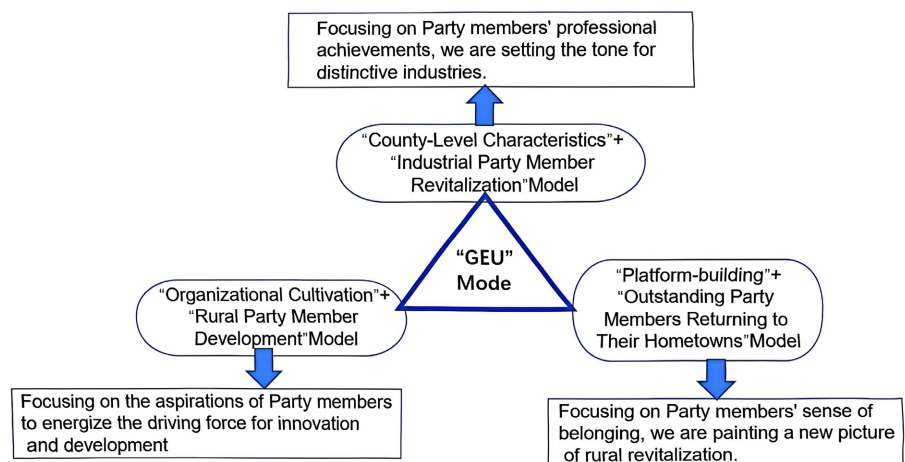 Focusing on Party members' professional
achievements, we are setting the tone for
distinctive industries.
“County-Level Characteristics”+
“Industrial Party Member
Revitalization”Model
“GEU”
Mode
“Organizational Cultivation”+
“Rural Party Member
Development”Model
“Platform-building”+
“Outstanding Party
Members Returning to
Their Hometowns”Model
Focusing on the aspirations of Party members
to energize the driving force for innovation
and development
Focusing on Party members' sense of
belonging, we are painting a new picture
of rural revitalization.